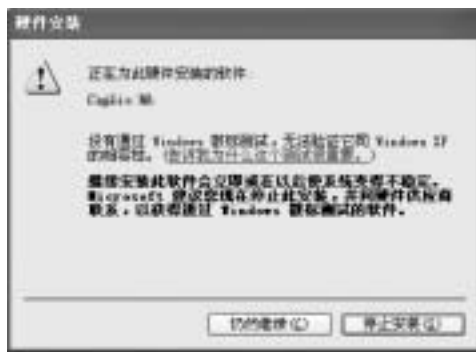 硬件安装
正在为此硬件安装的软件
没有通过 Windows 徽标测试，无法验证它同 Windows XP
的相容性。(告诉我为什么这个测试很重要。)
继续安装此软件会立即或在以后使系统变得不稳定。
Microsoft 建议您现在停止此安装，并同硬件供应商
联系，以获得通过 Windows 徽标测试的软件。
仍然继续(C) 停止安装(S)